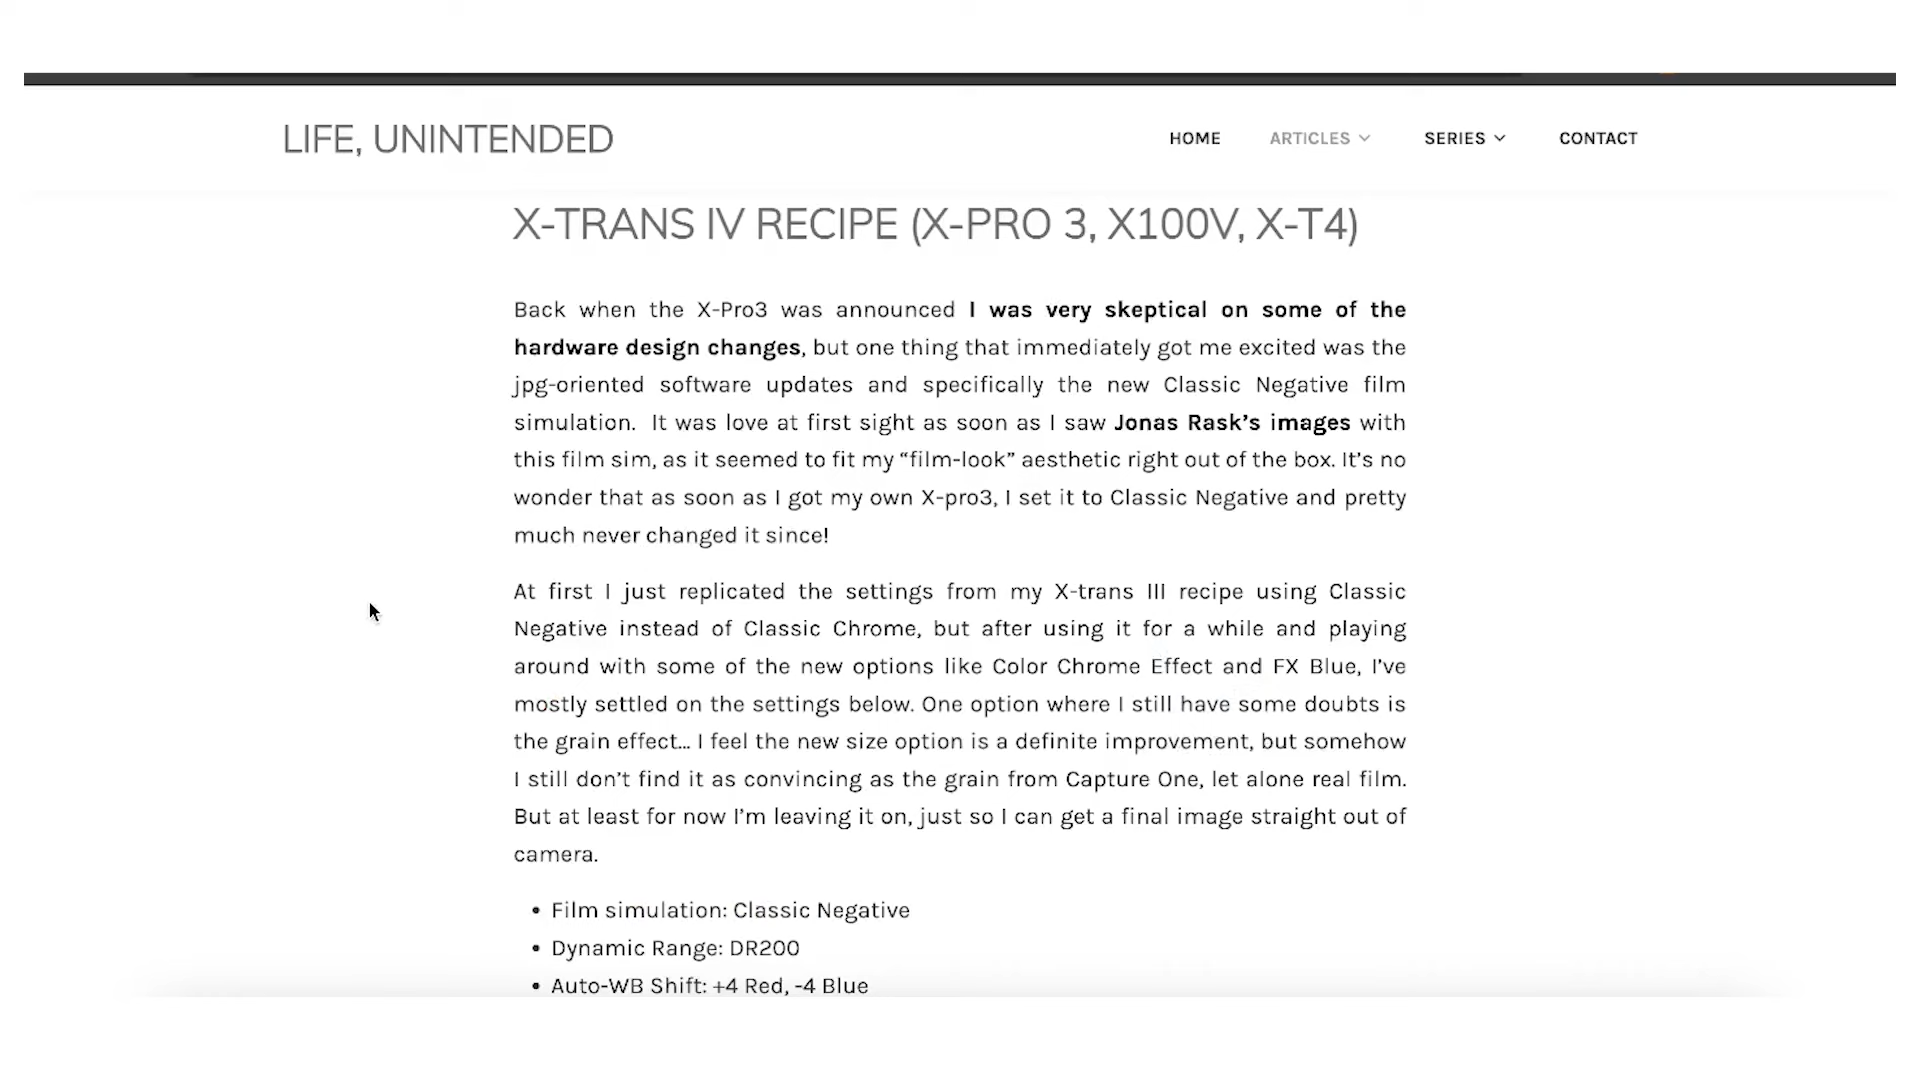 LIFE, UNINTENDED
HOME
ARTICLES
SERIES
CONTACT
X-TRANS IV RECIPE (X-PRO 3, X100V, X-T4)
Back when the X-Pro3 was announced I was very skeptical on some of the
hardware design changes, but one thing that immediately got me excited was the
jpg-oriented software updates and specifically the new Classic Negative film
simulation. It was love at first sight as soon as I saw Jonas Rask’s images with
this film sim, as it seemed to fit my “film-look” aesthetic right out of the box. It’s no
wonder that as soon as I got my own X-pro3, I set it to Classic Negative and pretty
much never changed it since!
At first I just replicated the settings from my X-trans III recipe using Classic
Negative instead of Classic Chrome, but after using it for a while and playing
around with some of the new options like Color Chrome Effect and FX Blue, I’ve
mostly settled on the settings below. One option where I still have some doubts is
the grain effect… I feel the new size option is a definite improvement, but somehow
I still don’t find it as convincing as the grain from Capture One, let alone real film.
But at least for now I’m leaving it on, just so I can get a final image straight out of
camera.
• Film simulation: Classic Negative
• Dynamic Range: DR200
• Auto-WB Shift: +4 Red, -4 Blue